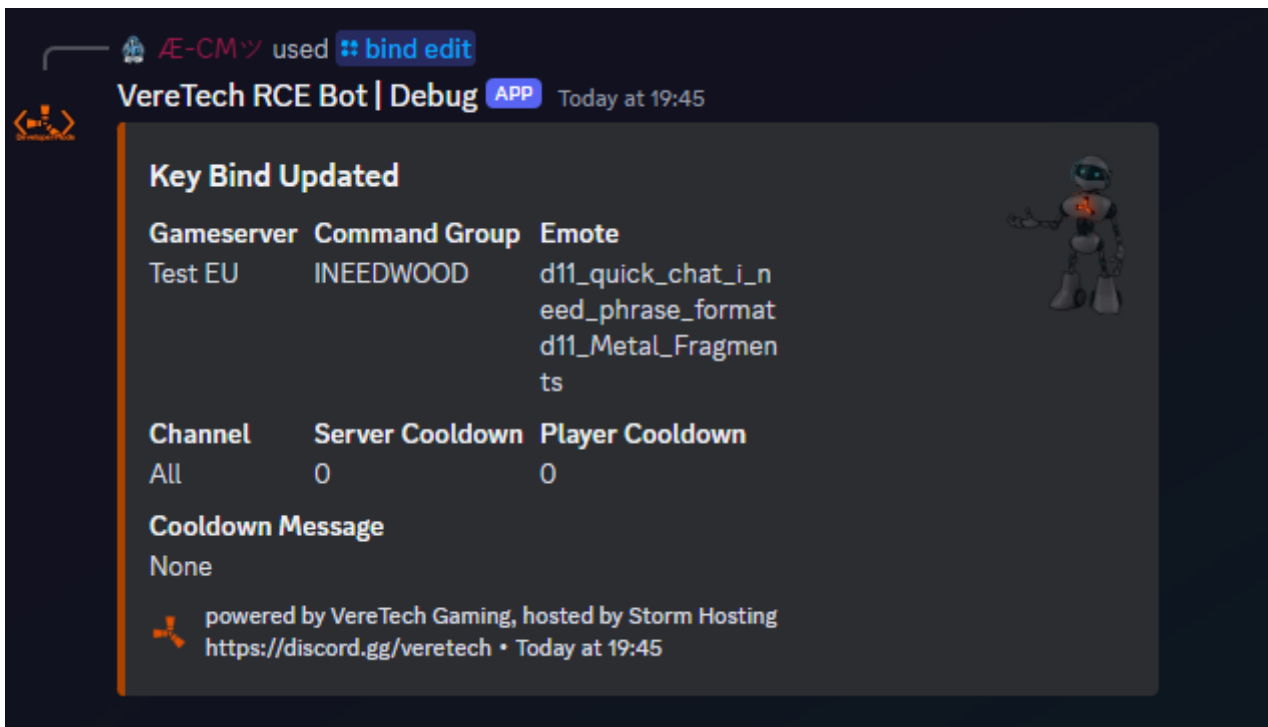 Æ-CMツ used bind edit
VereTech RCE Bot | Debug APP Today at 19:45
Key Bind Updated
Gameserver Command Group Emote
Test EU INEEDWOOD d11_quick_chat_i_n
eed_phrase_format
d11_Metal_Fragmen
ts
Channel Server Cooldown Player Cooldown
All 0 0
Cooldown Message
None
powered by VereTech Gaming, hosted by Storm Hosting
https://discord.gg/veretech • Today at 19:45